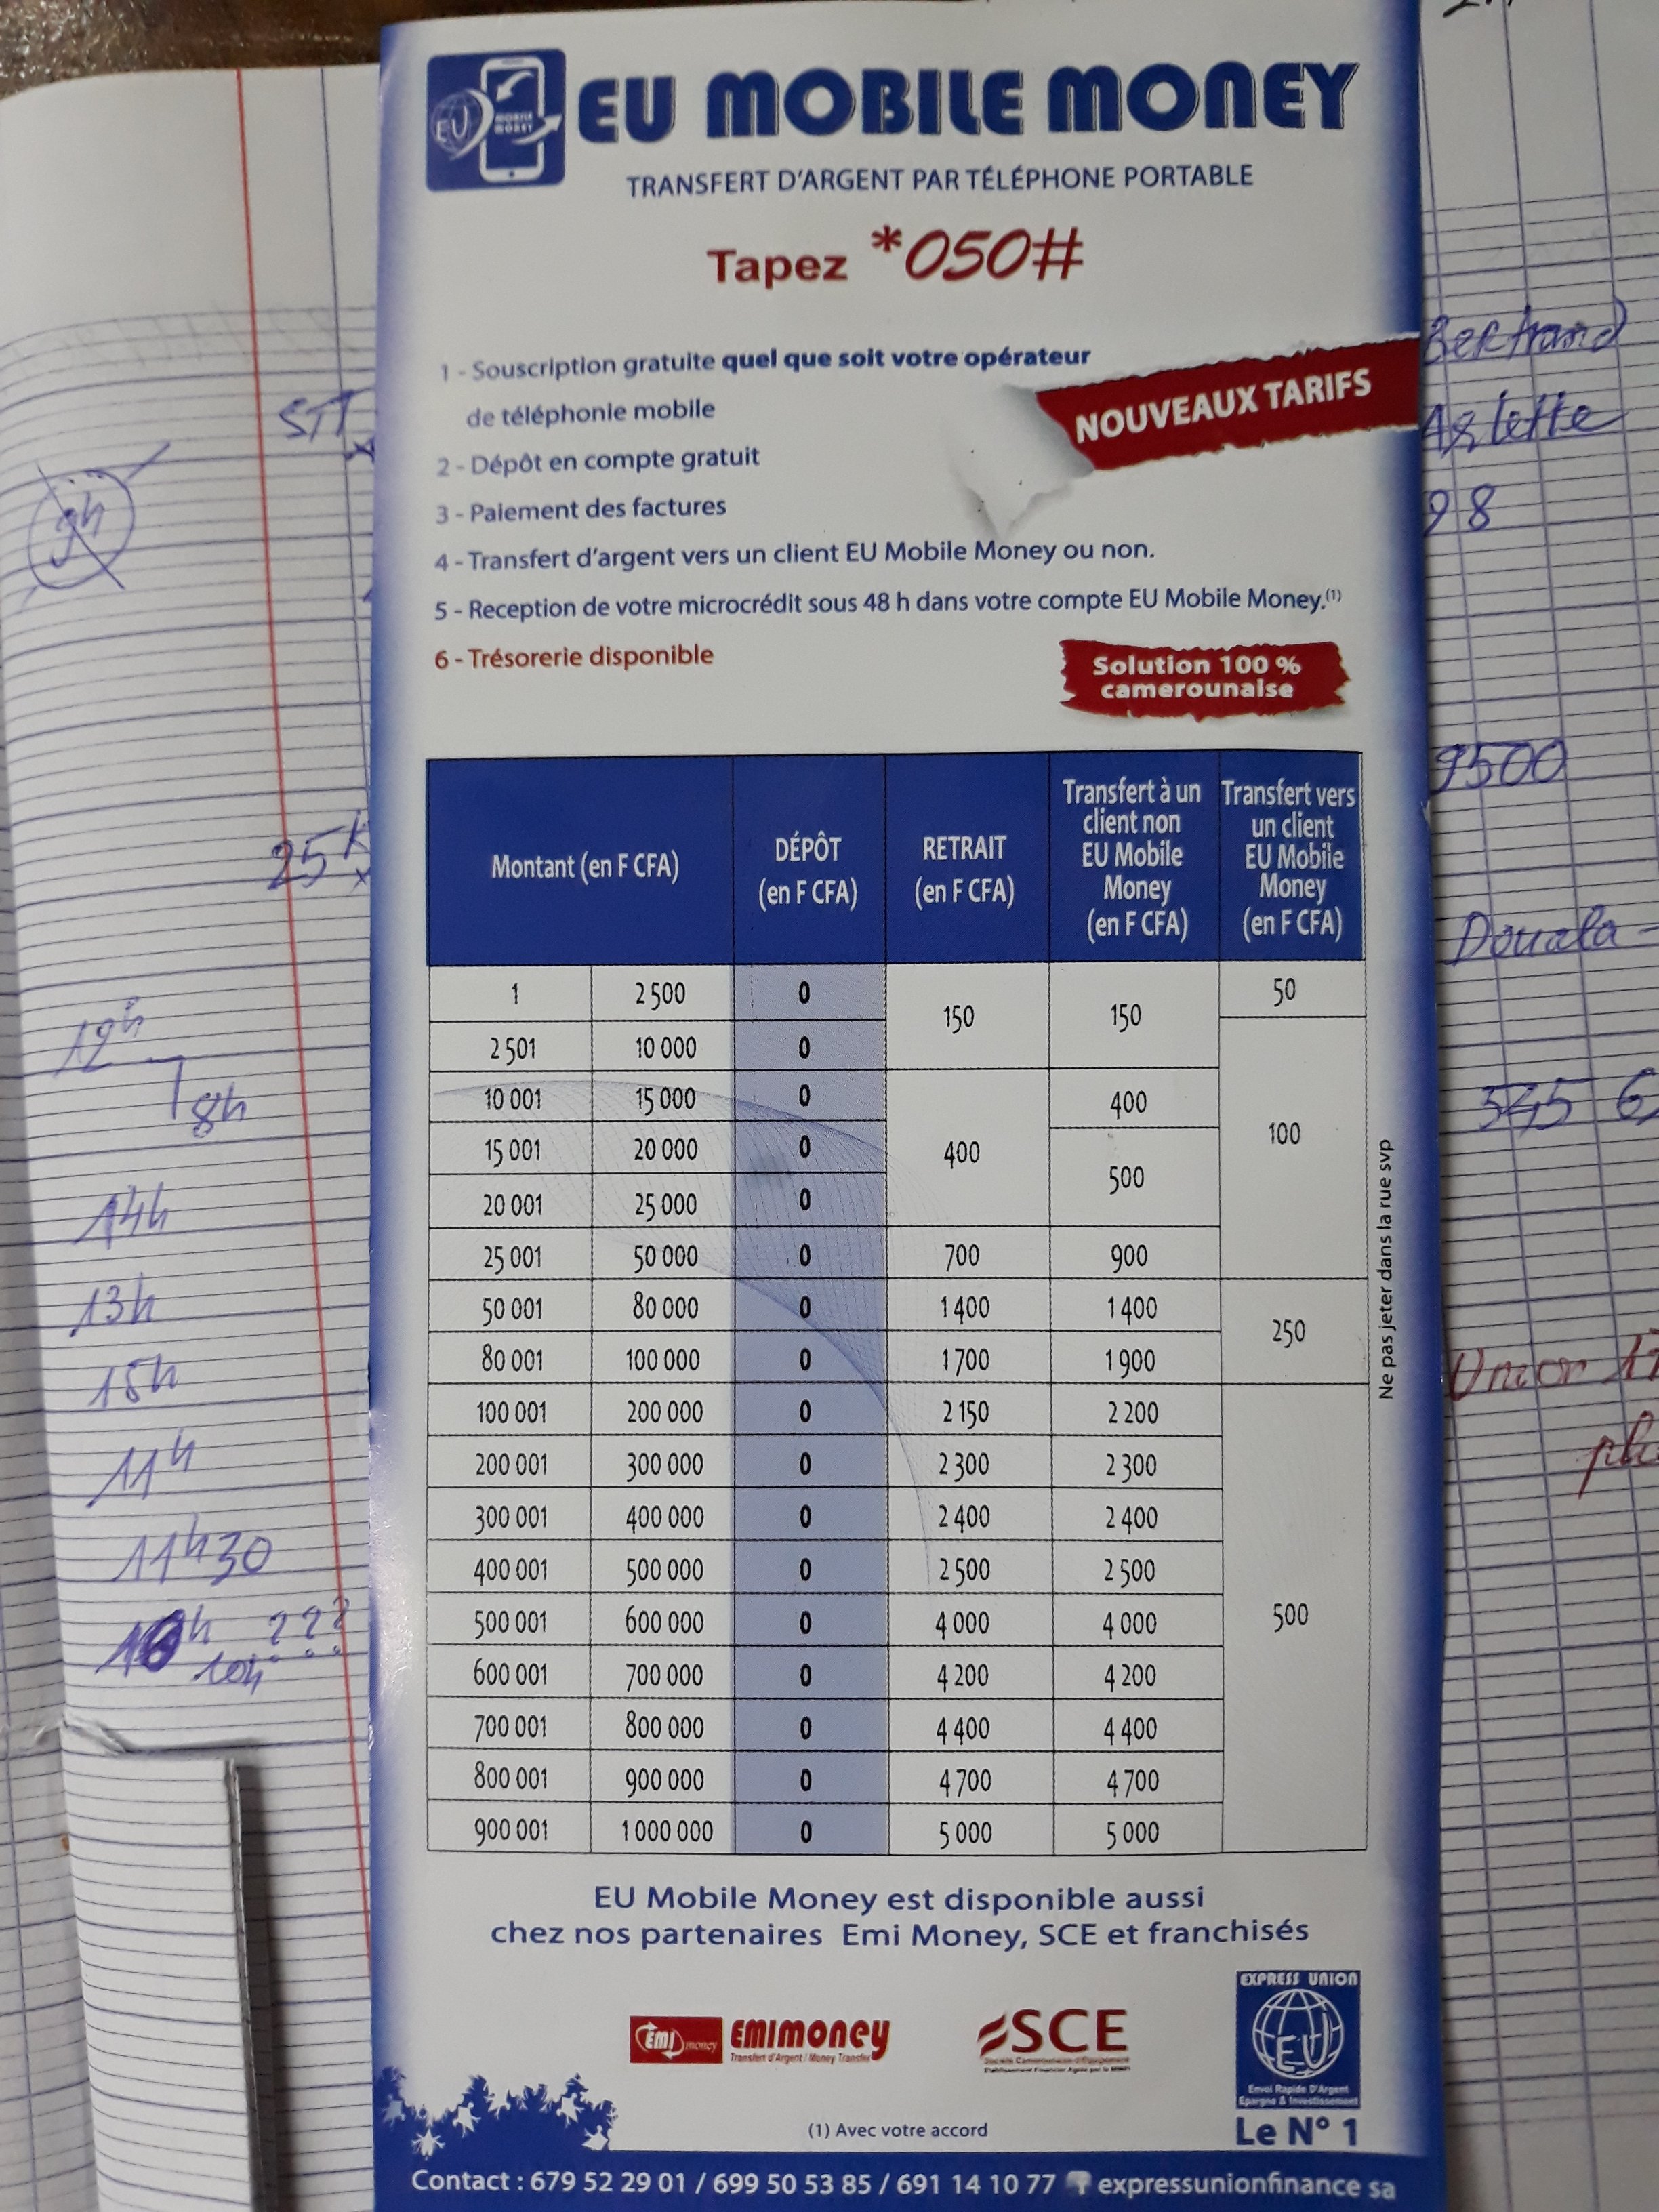 EU MOBILE MONEY
EU MOBILE MONEY
TRANSFERT D'ARGENT PAR TÉLÉPHONE PORTABLE
Tapez *050#
1 - Souscription gratuite quel que soit votre opérateur
de téléphonie mobile
NOUVEAUX TARIFS
2 - Dépôt en compte gratuit
3 - Paiement des factures
4 - Transfert d'argent vers un client EU Mobile Money ou non.
5 - Reception de votre microcrédit sous 48 h dans votre compte EU Mobile Money.(1)
6 - Trésorerie disponible
Solution 100 %
camerounaise
Montant (en F CFA) DÉPÔT (en F CFA) RETRAIT (en F CFA) Transfert à un client non EU Mobile Money (en F CFA) Transfert vers un client EU Mobile Money (en F CFA)
1 2 500 0 150 150 50
2 501 10 000 0 100
10 001 15 000 0 400 400
15 001 20 000 0 500
20 001 25 000 0
25 001 50 000 0 700 900
50 001 80 000 0 1 400 1 400 250
80 001 100 000 0 1 700 1 900
100 001 200 000 0 2 150 2 200 500
200 001 300 000 0 2 300 2 300
300 001 400 000 0 2 400 2 400
400 001 500 000 0 2 500 2 500
500 001 600 000 0 4 000 4 000
600 001 700 000 0 4 200 4 200
700 001 800 000 0 4 400 4 400
800 001 900 000 0 4 700 4 700
900 001 1 000 000 0 5 000 5 000
Ne pas jeter dans la rue svp
EU Mobile Money est disponible aussi
chez nos partenaires Emi Money, SCE et franchisés
EMI money EMIMONEY
Transfert d'Argent / Money Transfer
SCE
EXPRESS UNION
EU
Envoi Rapide D'Argent
Epargne & Investissement
Le N° 1
(1) Avec votre accord
Contact : 679 52 29 01 / 699 50 53 85 / 691 14 10 77 expressunionfinance sa
9h
STT
25k
12h
8h
14h
13h
15h
11h
11h30
10h ???
10h
Bertrand
98
9500
Douala -
545 6